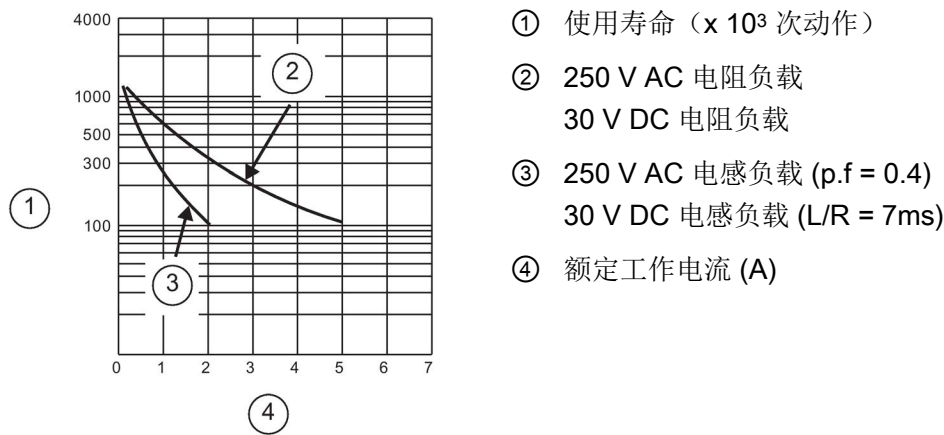 4000
1000
500
300
100
0 1 2 3 4 5 6 7
①
②
③
④
① 使用寿命（x 10³ 次动作）
② 250 V AC 电阻负载
30 V DC 电阻负载
③ 250 V AC 电感负载 (p.f = 0.4)
30 V DC 电感负载 (L/R = 7ms)
④ 额定工作电流 (A)